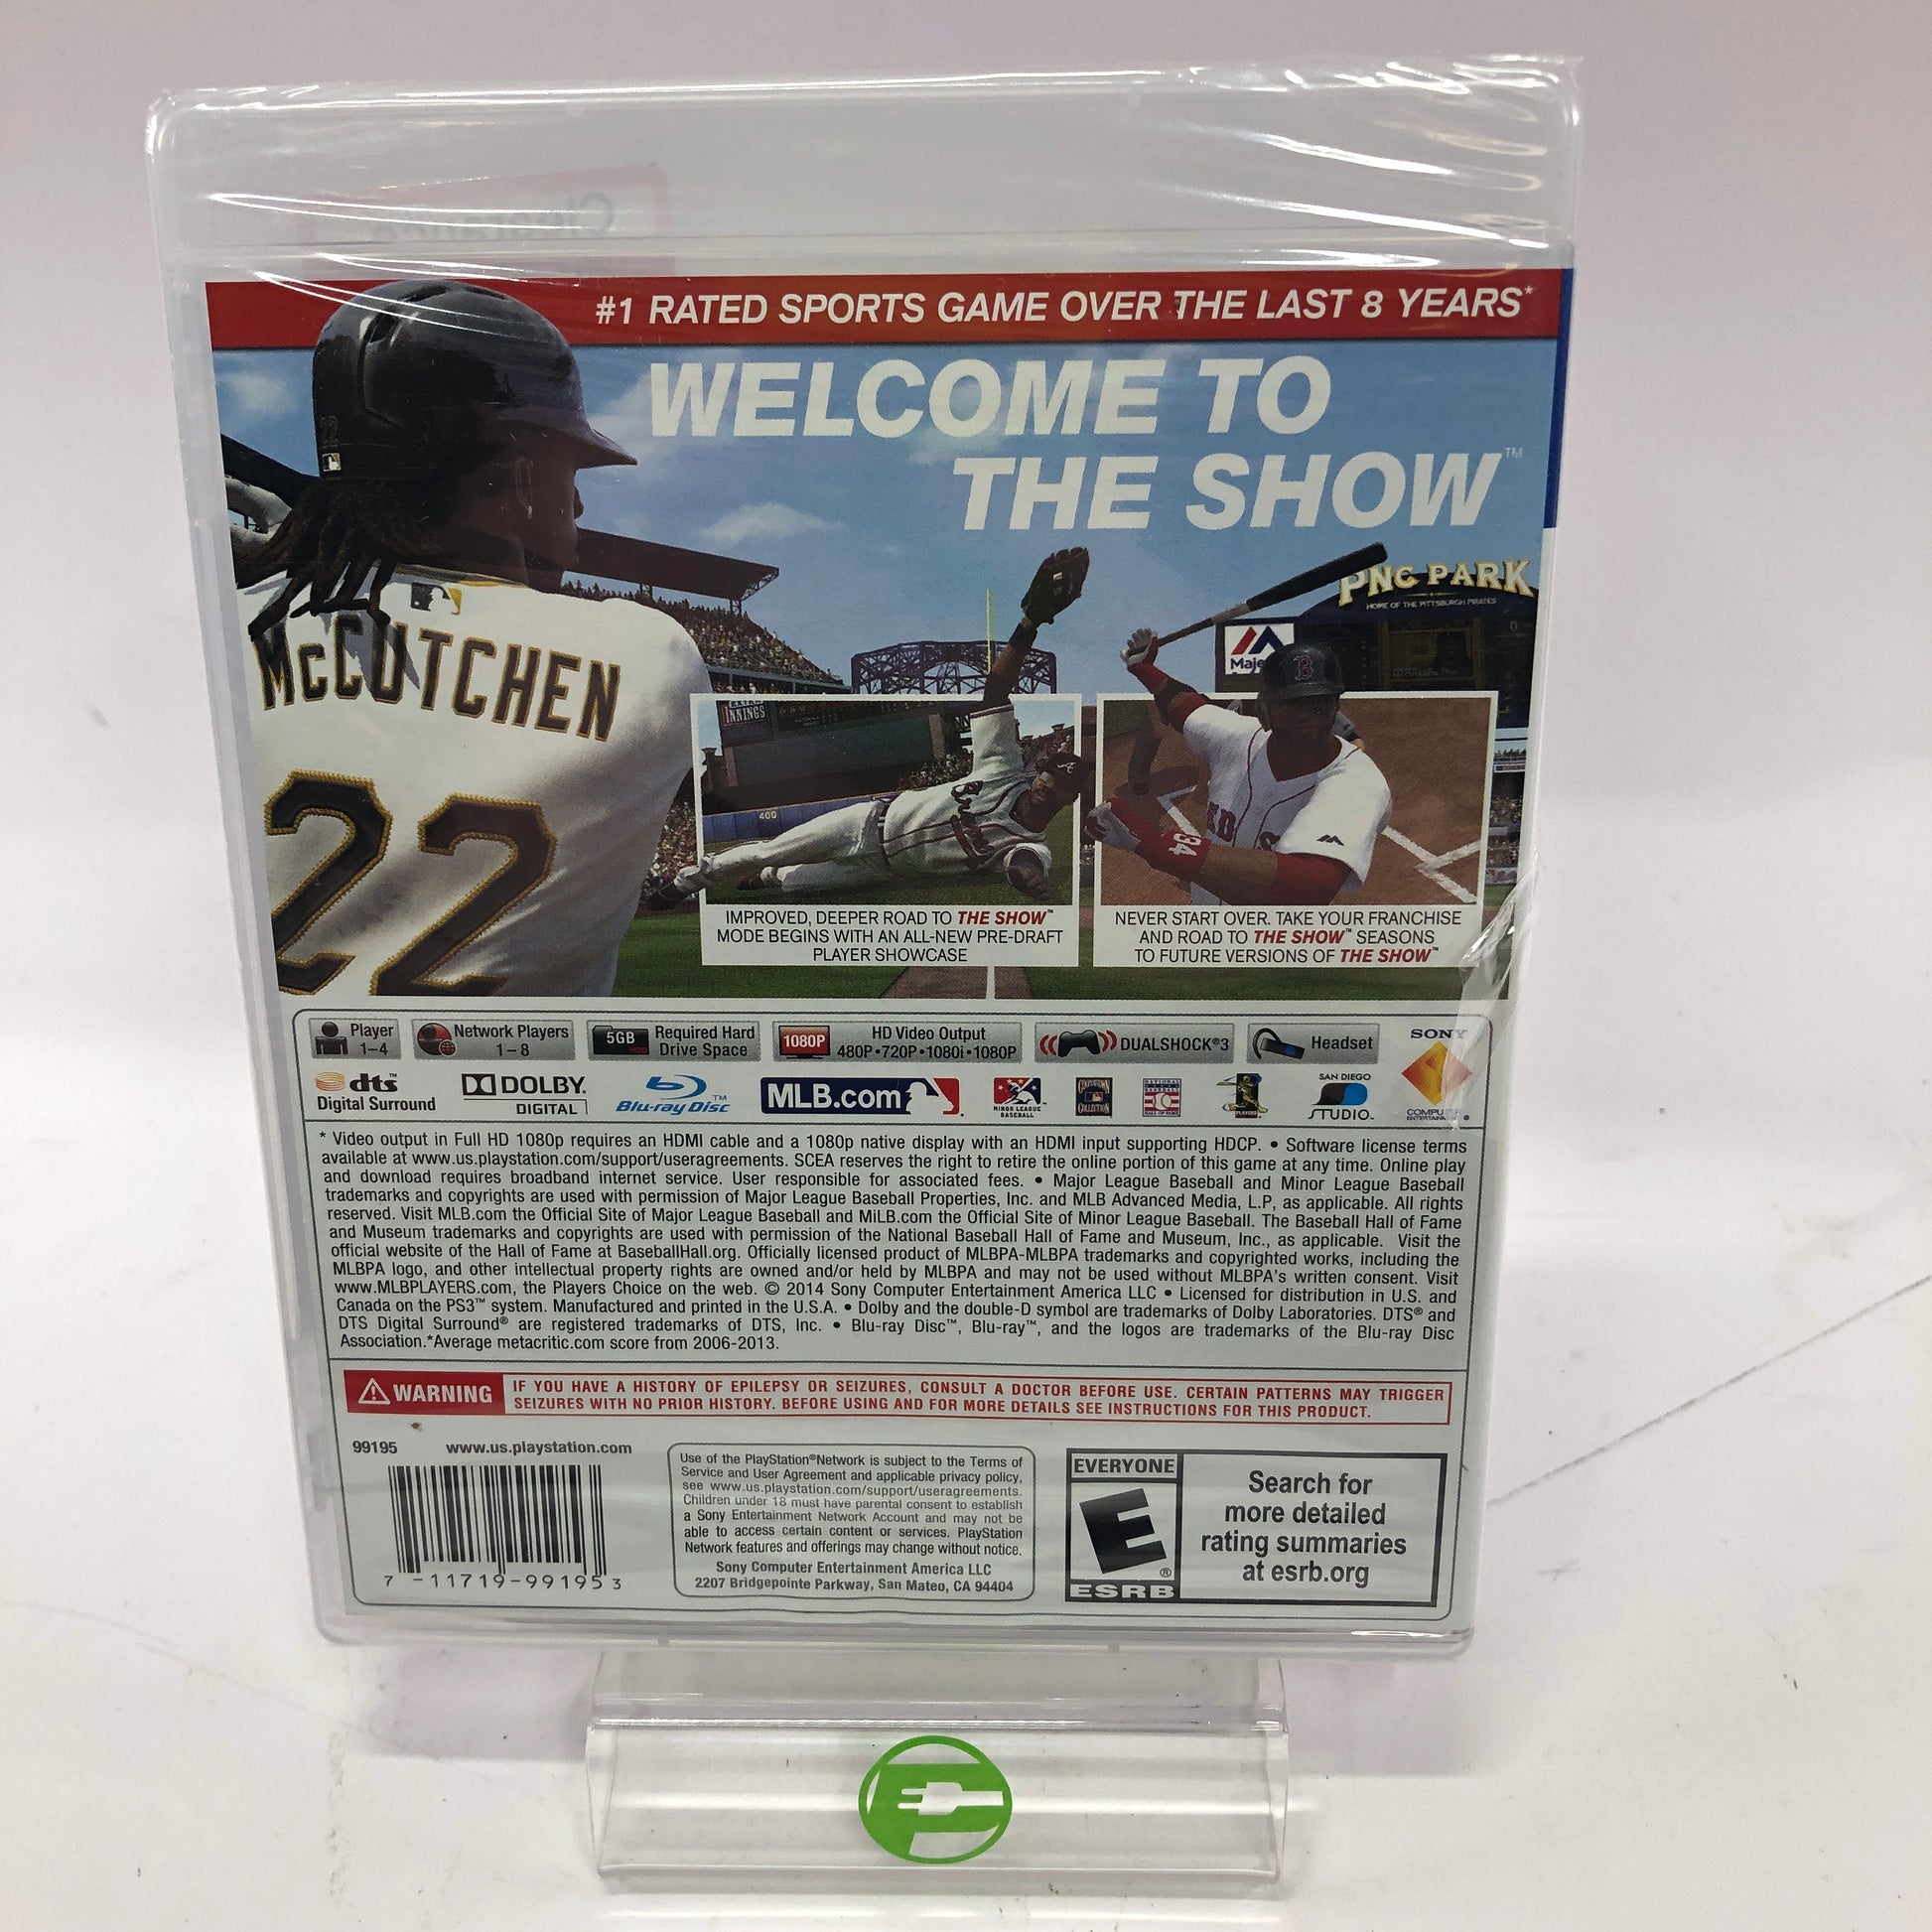 Clearance
#1 RATED SPORTS GAME OVER THE LAST 8 YEARS*
WELCOME TO
THE SHOW™
22
McCUTCHEN
22
PNC PARK
HOME OF THE PITTSBURGH PIRATES
Maje
B
INNINGS
400
34
IMPROVED, DEEPER ROAD TO THE SHOW™
MODE BEGINS WITH AN ALL-NEW PRE-DRAFT
PLAYER SHOWCASE
NEVER START OVER. TAKE YOUR FRANCHISE
AND ROAD TO THE SHOW™ SEASONS
TO FUTURE VERSIONS OF THE SHOW™
Player
1–4
Network Players
1–8
5GB
Required Hard
Drive Space
1080P
HD Video Output
480P•720P•1080i•1080P
DUALSHOCK®3
Headset
SONY
COMPUTER
ENTERTAINMENT®
dts™
Digital Surround
DOLBY
DIGITAL
Blu-ray Disc™
MLB.com
MINOR LEAGUE
BASEBALL
COOPERSTOWN
COLLECTION
NATIONAL
BASEBALL
HALL OF FAME
PLAYERS
SAN DIEGO
STUDIO™
* Video output in Full HD 1080p requires an HDMI cable and a 1080p native display with an HDMI input supporting HDCP. • Software license terms
available at www.us.playstation.com/support/useragreements. SCEA reserves the right to retire the online portion of this game at any time. Online play
and download requires broadband internet service. User responsible for associated fees. • Major League Baseball and Minor League Baseball
trademarks and copyrights are used with permission of Major League Baseball Properties, Inc. and MLB Advanced Media, L.P, as applicable. All rights
reserved. Visit MLB.com the Official Site of Major League Baseball and MiLB.com the Official Site of Minor League Baseball. The Baseball Hall of Fame
and Museum trademarks and copyrights are used with permission of the National Baseball Hall of Fame and Museum, Inc., as applicable. Visit the
official website of the Hall of Fame at BaseballHall.org. Officially licensed product of MLBPA-MLBPA trademarks and copyrighted works, including the
MLBPA logo, and other intellectual property rights are owned and/or held by MLBPA and may not be used without MLBPA's written consent. Visit
www.MLBPLAYERS.com, the Players Choice on the web. © 2014 Sony Computer Entertainment America LLC • Licensed for distribution in U.S. and
Canada on the PS3™ system. Manufactured and printed in the U.S.A. • Dolby and the double-D symbol are trademarks of Dolby Laboratories. DTS® and
DTS Digital Surround® are registered trademarks of DTS, Inc. • Blu-ray Disc™, Blu-ray™, and the logos are trademarks of the Blu-ray Disc
Association.*Average metacritic.com score from 2006-2013.
WARNING
IF YOU HAVE A HISTORY OF EPILEPSY OR SEIZURES, CONSULT A DOCTOR BEFORE USE. CERTAIN PATTERNS MAY TRIGGER
SEIZURES WITH NO PRIOR HISTORY. BEFORE USING AND FOR MORE DETAILS SEE INSTRUCTIONS FOR THIS PRODUCT.
99195 www.us.playstation.com
7 -11719-99195 3
Use of the PlayStation®Network is subject to the Terms of
Service and User Agreement and applicable privacy policy,
see www.us.playstation.com/support/useragreements.
Children under 18 must have parental consent to establish
a Sony Entertainment Network Account and may not be
able to access certain content or services. PlayStation
Network features and offerings may change without notice.
Sony Computer Entertainment America LLC
2207 Bridgepointe Parkway, San Mateo, CA 94404
EVERYONE
E
®
ESRB
Search for
more detailed
rating summaries
at esrb.org